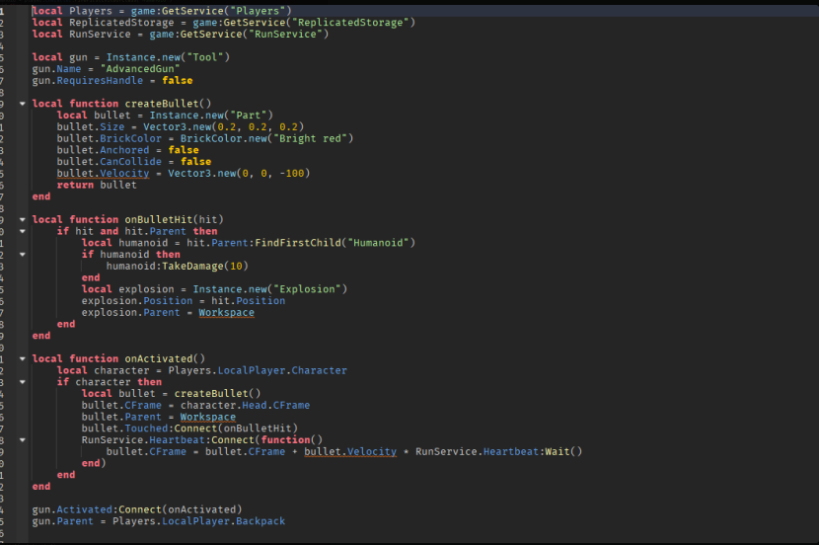 local Players = game:GetService("Players")
local ReplicatedStorage = game:GetService("ReplicatedStorage")
local RunService = game:GetService("RunService")
local gun = Instance.new("Tool")
gun.Name = "AdvancedGun"
gun.RequiresHandle = false
local function createBullet()
local bullet = Instance.new("Part")
bullet.Size = Vector3.new(0.2, 0.2, 0.2)
bullet.BrickColor = BrickColor.new("Bright red")
bullet.Anchored = false
bullet.CanCollide = false
bullet.Velocity = Vector3.new(0, 0, -100)
return bullet
end
local function onBulletHit(hit)
if hit and hit.Parent then
local humanoid = hit.Parent:FindFirstChild("Humanoid")
if humanoid then
humanoid:TakeDamage(10)
end
local explosion = Instance.new("Explosion")
explosion.Position = hit.Position
explosion.Parent = Workspace
end
end
local function onActivated()
local character = Players.LocalPlayer.Character
if character then
local bullet = createBullet()
bullet.CFrame = character.Head.CFrame
bullet.Parent = Workspace
bullet.Touched:Connect(onBulletHit)
RunService.Heartbeat:Connect(function()
bullet.CFrame = bullet.CFrame + bullet.Velocity * RunService.Heartbeat:Wait()
end)
end
end
gun.Activated:Connect(onActivated)
gun.Parent = Players.LocalPlayer.Backpack